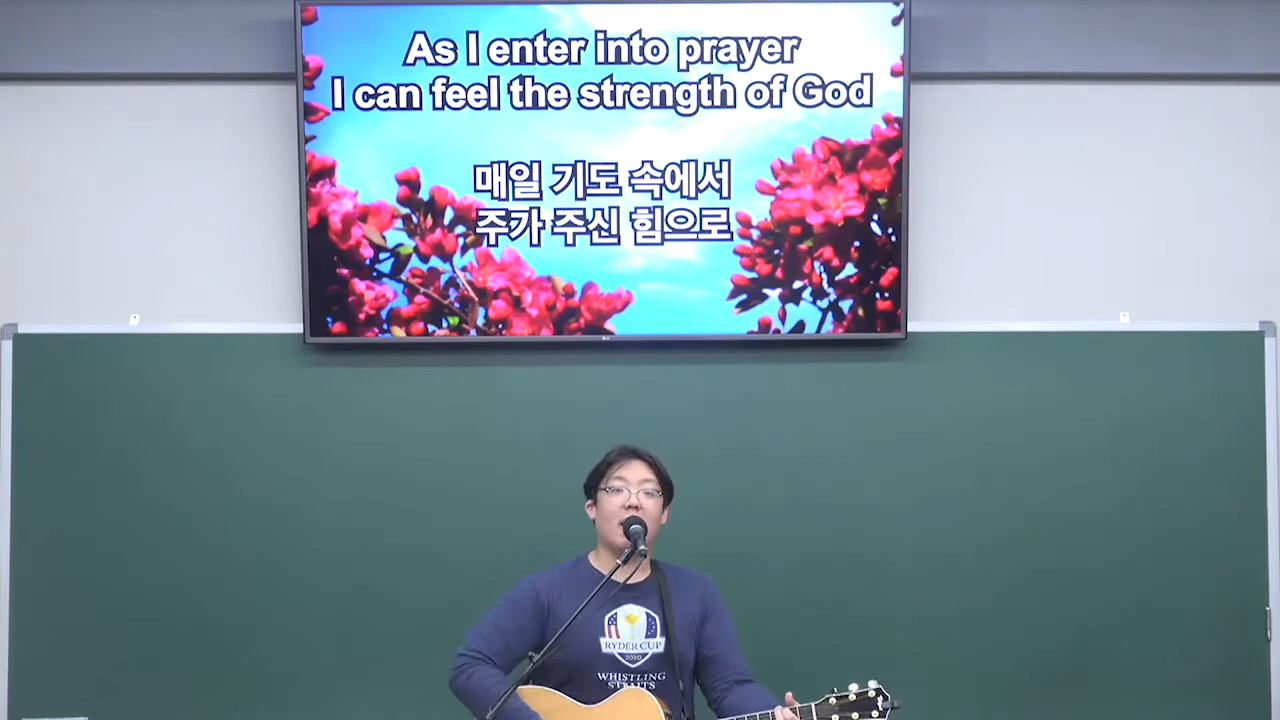 As I enter into prayer
I can feel the strength of God
매일 기도 속에서
주가 주신 힘으로
RYDER CUP
2020
WHISTLING
STRAITS